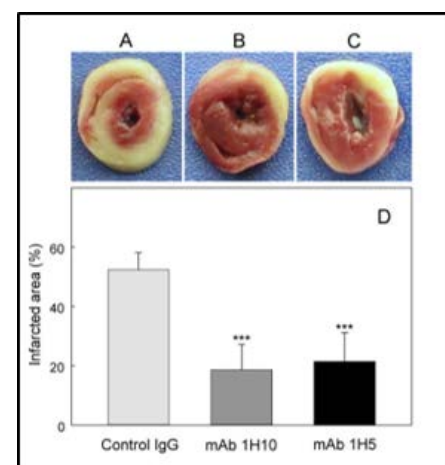 A B C
D
Infarcted area (%)
60
40
20
0
*** ***
Control IgG mAb 1H10 mAb 1H5